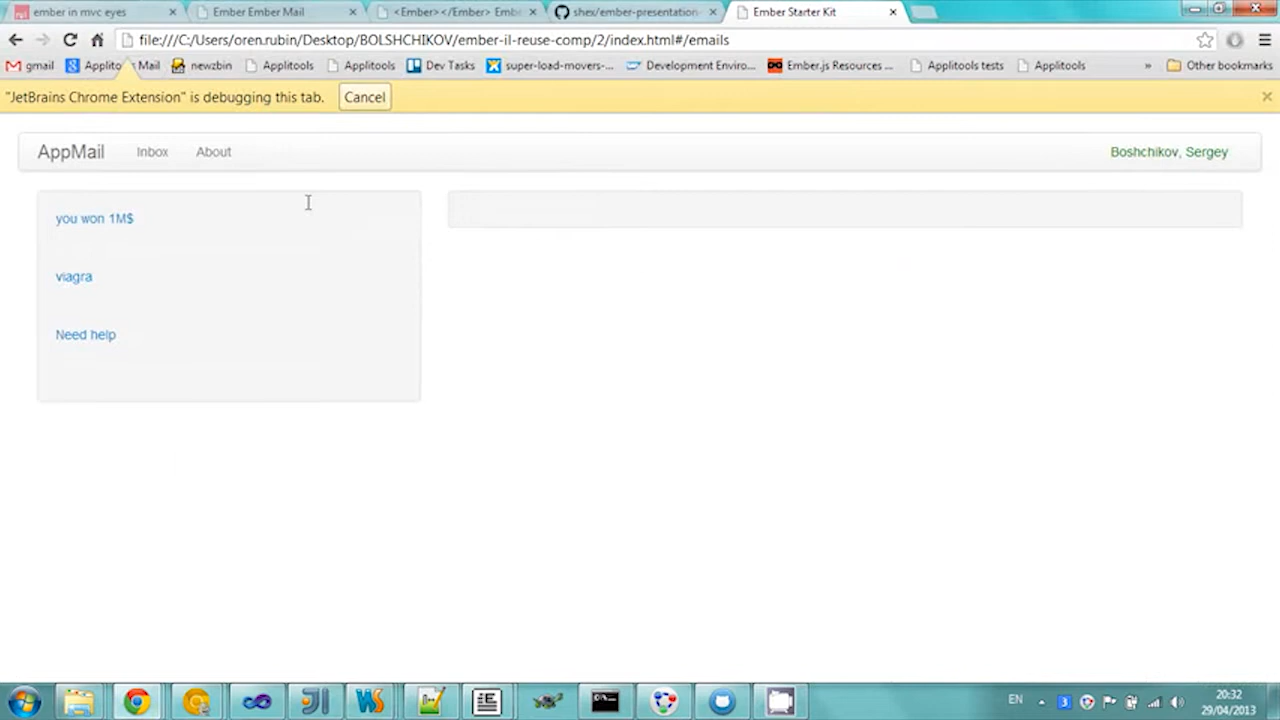 ember in mvc eyes
Ember Ember Mail
<Ember></Ember> Embe
shex/ember-presentation
Ember Starter Kit
file:///C:/Users/oren.rubin/Desktop/BOLSHCHIKOV/ember-il-reuse-comp/2/index.html#/emails
gmail
Applito Mail
newzbin
Applitools
Applitools
Dev Tasks
super-load-movers-...
Development Enviro...
Ember.js Resources ...
Applitools tests
Applitools
»
Other bookmarks
"JetBrains Chrome Extension" is debugging this tab.
Cancel
AppMail
Inbox
About
Boshchikov, Sergey
you won 1M$
viagra
Need help
EN
20:32
29/04/2013